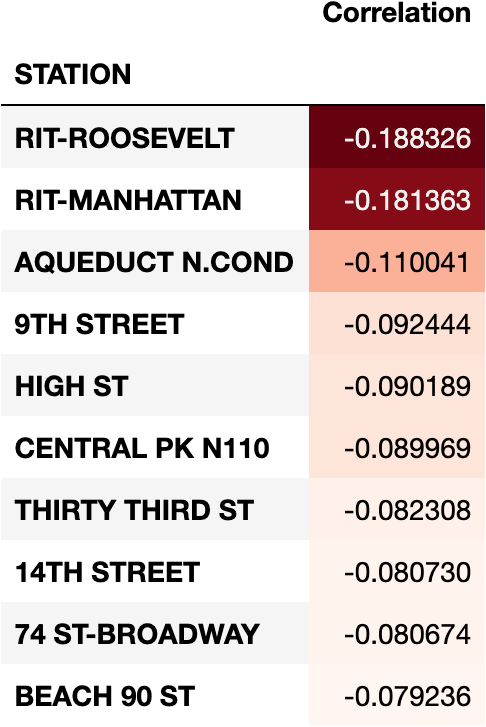 Correlation
STATION
RIT-ROOSEVELT -0.188326
RIT-MANHATTAN -0.181363
AQUEDUCT N.COND -0.110041
9TH STREET -0.092444
HIGH ST -0.090189
CENTRAL PK N110 -0.089969
THIRTY THIRD ST -0.082308
14TH STREET -0.080730
74 ST-BROADWAY -0.080674
BEACH 90 ST -0.079236